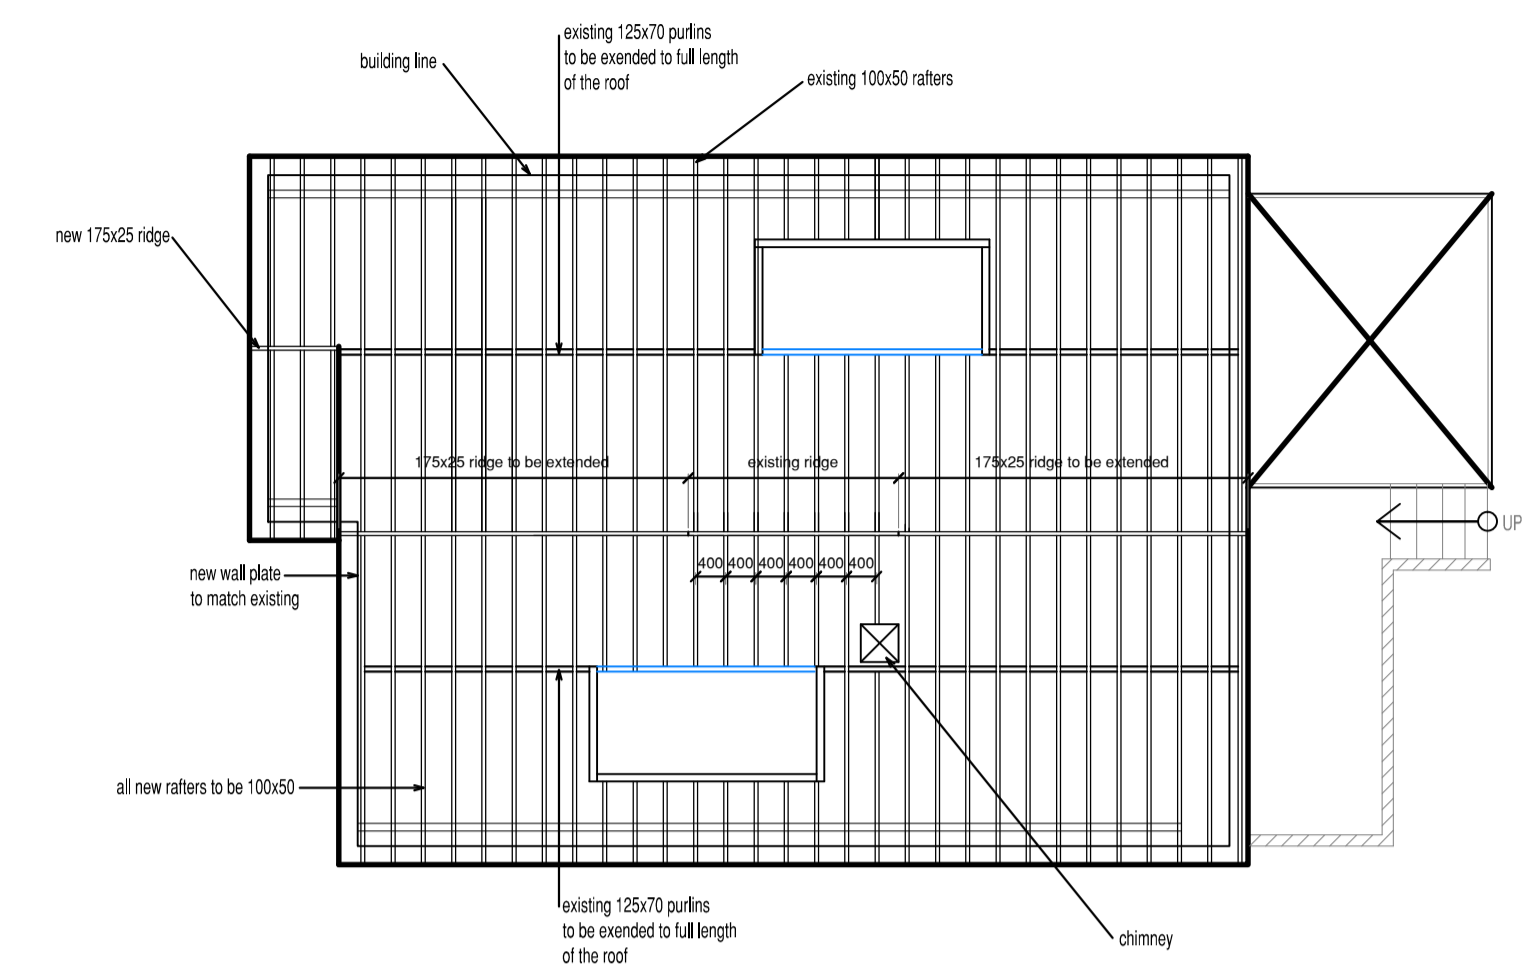 existing 125x70 purlins
to be exended to full length
of the roof
building line
existing 100x50 rafters
new 175x25 ridge
175x25 ridge to be extended
existing ridge
175x25 ridge to be extended
UP
400 400 400 400 400 400
new wall plate
to match existing
all new rafters to be 100x50
existing 125x70 purlins
to be exended to full length
of the roof
chimney